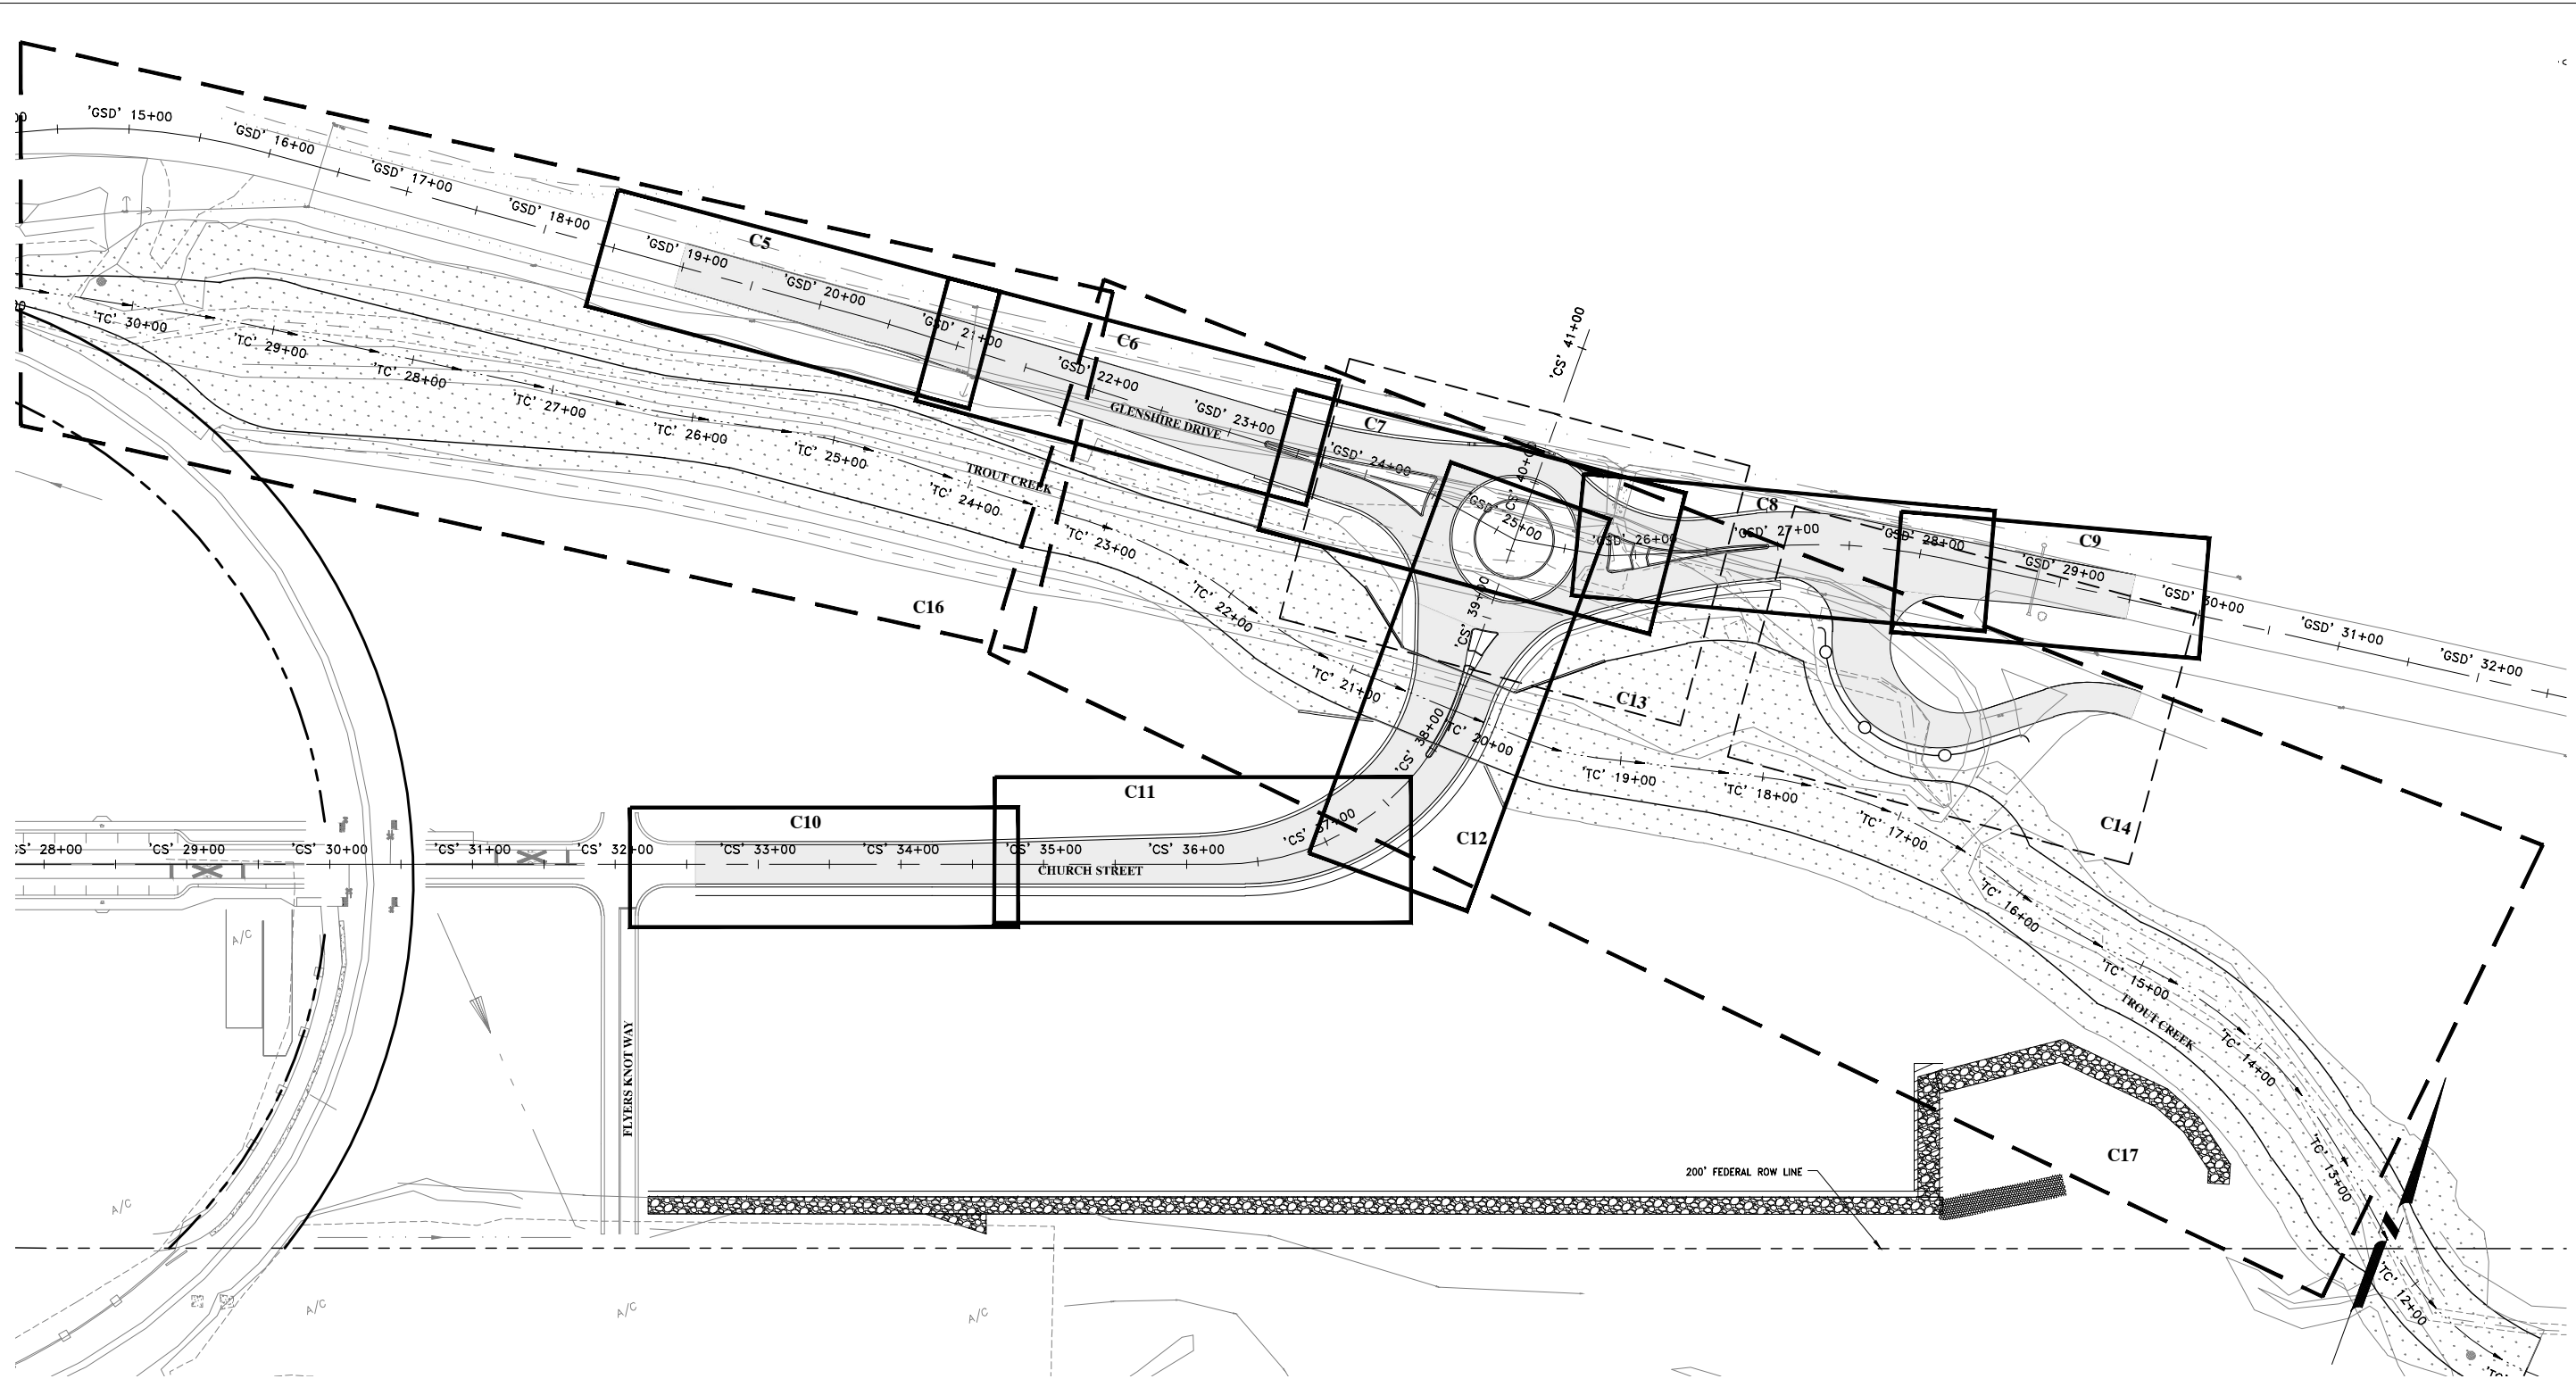 'GSD' 15+00
'GSD' 16+00
'GSD' 17+00
'GSD' 18+00
'GSD' 19+00
'GSD' 20+00
'GSD' 21+00
'GSD' 22+00
'GSD' 23+00
'GSD' 24+00
'GSD' 25+00
'GSD' 26+00
'GSD' 27+00
'GSD' 28+00
'GSD' 29+00
'GSD' 30+00
'GSD' 31+00
'GSD' 32+00
C5
C6
C7
C8
C9
GLENSHIRE DRIVE
TROUT CREEK
'TC' 30+00
'TC' 29+00
'TC' 28+00
'TC' 27+00
'TC' 26+00
'TC' 25+00
'TC' 24+00
'TC' 23+00
'TC' 22+00
'TC' 21+00
'TC' 20+00
'TC' 19+00
'TC' 18+00
'TC' 17+00
'TC' 16+00
'TC' 15+00
'TC' 14+00
'TC' 13+00
'TC' 12+00
TROUT CREEK
'CS' 41+00
'CS' 40+00
'CS' 39+00
'CS' 38+00
'CS' 37+00
C16
C13
C14
C10
C11
C12
CS' 28+00
'CS' 29+00
'CS' 30+00
'CS' 31+00
'CS' 32+00
'CS' 33+00
'CS' 34+00
'CS' 35+00
'CS' 36+00
CHURCH STREET
FLYERS KNOT WAY
200' FEDERAL ROW LINE
C17
A/C
A/C
A/C
A/C
A/C